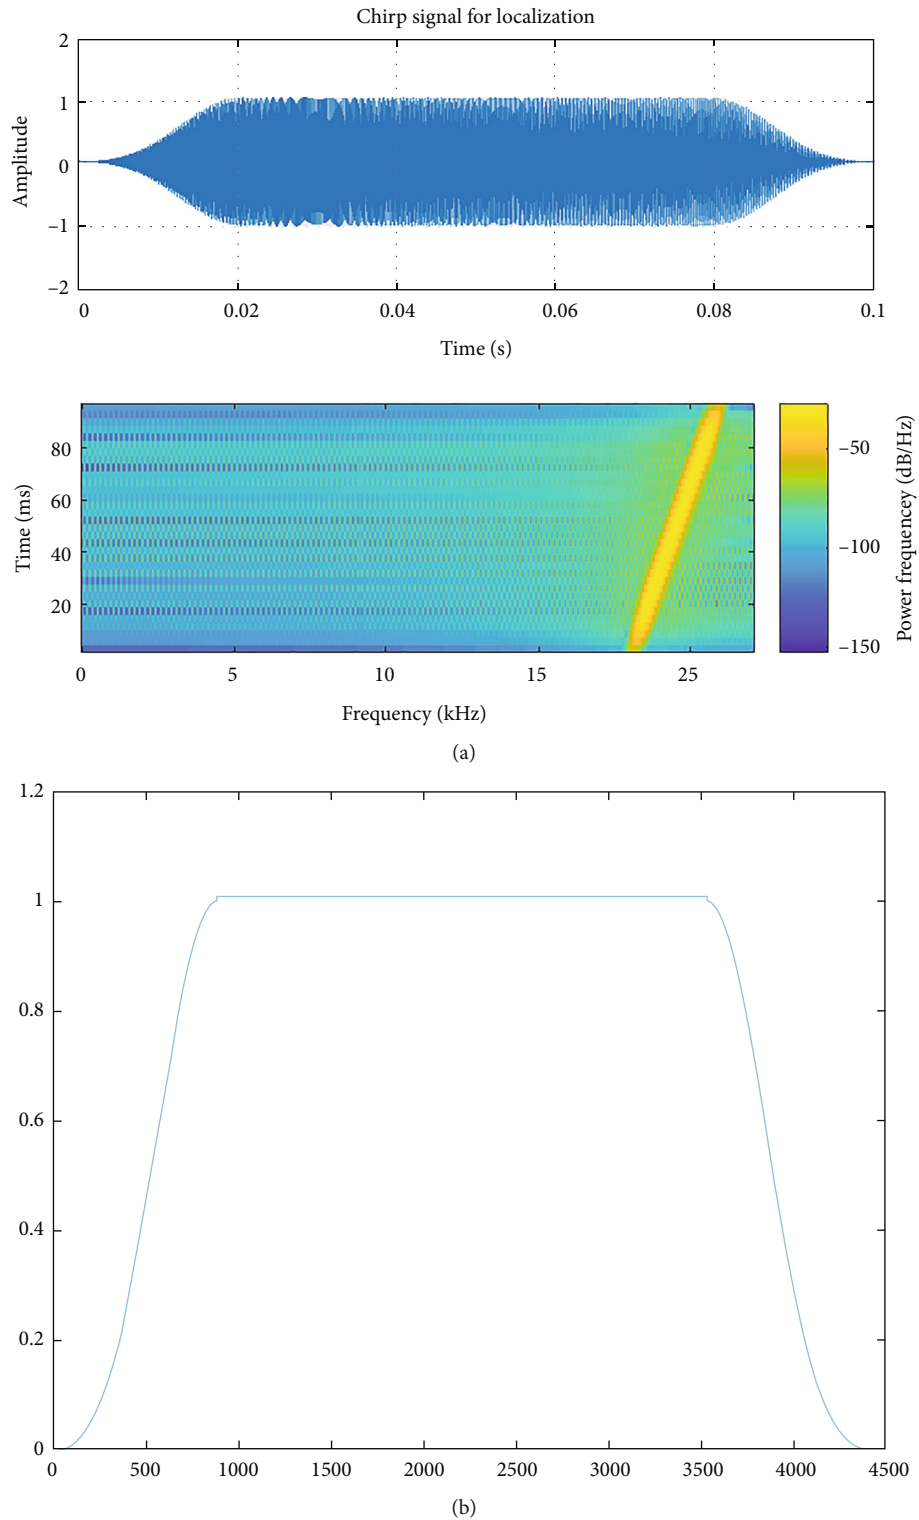 Chirp signal for localization
2
1
0
−1
−2
Amplitude
0 0.02 0.04 0.06 0.08 0.1
Time (s)
80
60
40
20
Time (ms)
0 5 10 15 25
Frequency (kHz)
−50
−100
−150
Power frequencey (dB/Hz)
(a)
1.2
1
0.8
0.6
0.4
0.2
0
0 500 1000 1500 2000 2500 3000 3500 4000 4500
(b)